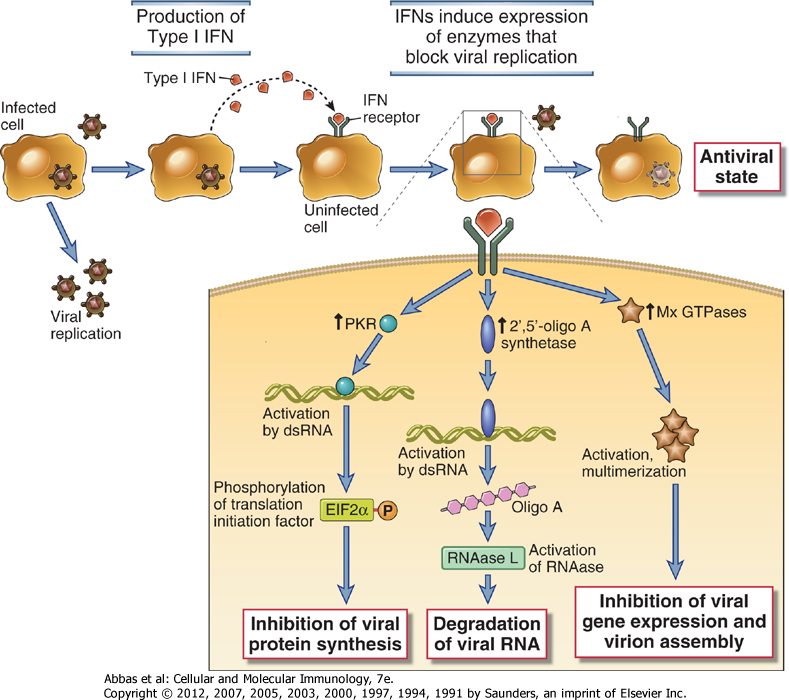 Production of
Type I IFN
IFNs induce expression
of enzymes that
block viral replication
Type I IFN
IFN
receptor
Infected
cell
Uninfected
cell
Antiviral
state
Viral
replication
PKR
2',5'-oligo A
synthetase
Mx GTPases
Activation
by dsRNA
Activation
by dsRNA
Activation,
multimerization
Phosphorylation
of translation
initiation factor
EIF2α
P
Oligo A
RNAase L
Activation
of RNAase
Inhibition of viral
protein synthesis
Degradation
of viral RNA
Inhibition of viral
gene expression and
virion assembly
Abbas et al: Cellular and Molecular Immunology, 7e.
Copyright © 2012, 2007, 2005, 2003, 2000, 1997, 1994, 1991 by Saunders, an imprint of Elsevier Inc.